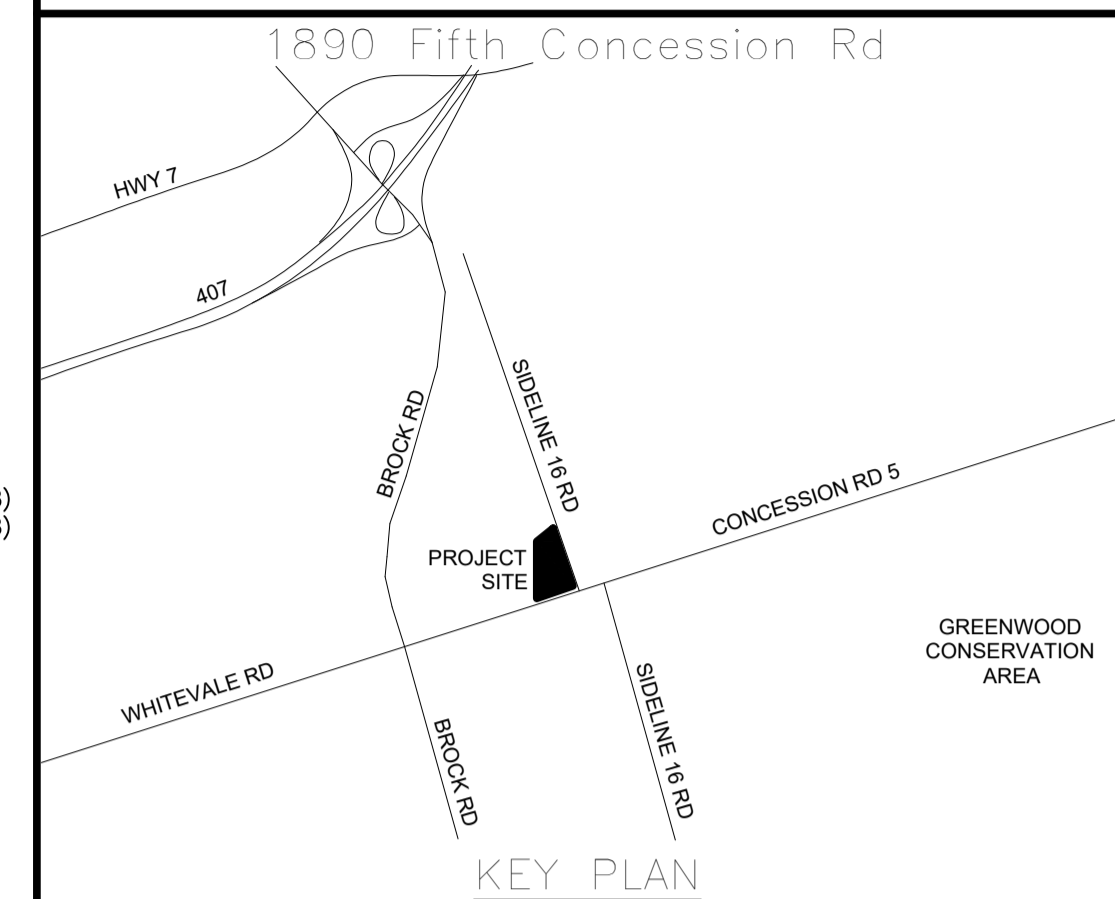 1890 Fifth Concession Rd
HWY 7
407
SIDELINE 16 RD
BROCK RD
CONCESSION RD 5
PROJECT
SITE
GREENWOOD
CONSERVATION
AREA
WHITEVALE RD
SIDELINE 16 RD
BROCK RD
KEY PLAN